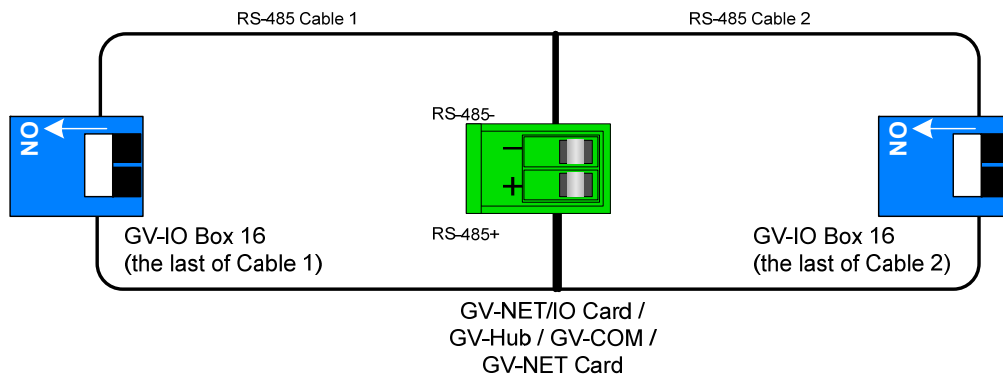 RS-485 Cable 1
RS-485 Cable 2
RS-485-
ON
ON
−
+
RS-485+
GV-IO Box 16
(the last of Cable 1)
GV-IO Box 16
(the last of Cable 2)
GV-NET/IO Card /
GV-Hub / GV-COM /
GV-NET Card